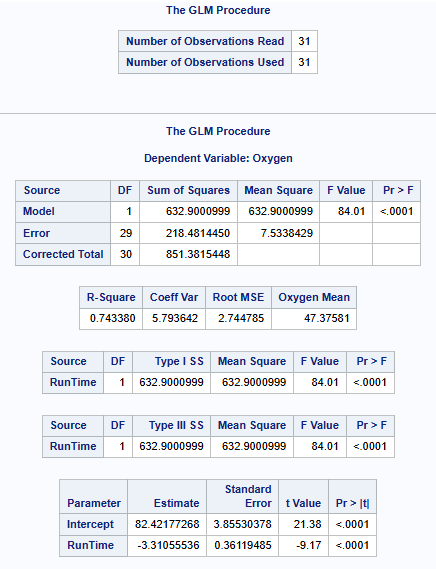 The GLM Procedure
Number of Observations Read 31
Number of Observations Used 31
The GLM Procedure
Dependent Variable: Oxygen
Source DF Sum of Squares Mean Square F Value Pr > F
Model 1 632.9000999 632.9000999 84.01 <.0001
Error 29 218.4814450 7.5338429
Corrected Total 30 851.3815448
R-Square Coeff Var Root MSE Oxygen Mean
0.743380 5.793642 2.744785 47.37581
Source DF Type I SS Mean Square F Value Pr > F
RunTime 1 632.9000999 632.9000999 84.01 <.0001
Source DF Type III SS Mean Square F Value Pr > F
RunTime 1 632.9000999 632.9000999 84.01 <.0001
Parameter Estimate Standard Error t Value Pr > |t|
Intercept 82.42177268 3.85530378 21.38 <.0001
RunTime -3.31055536 0.36119485 -9.17 <.0001